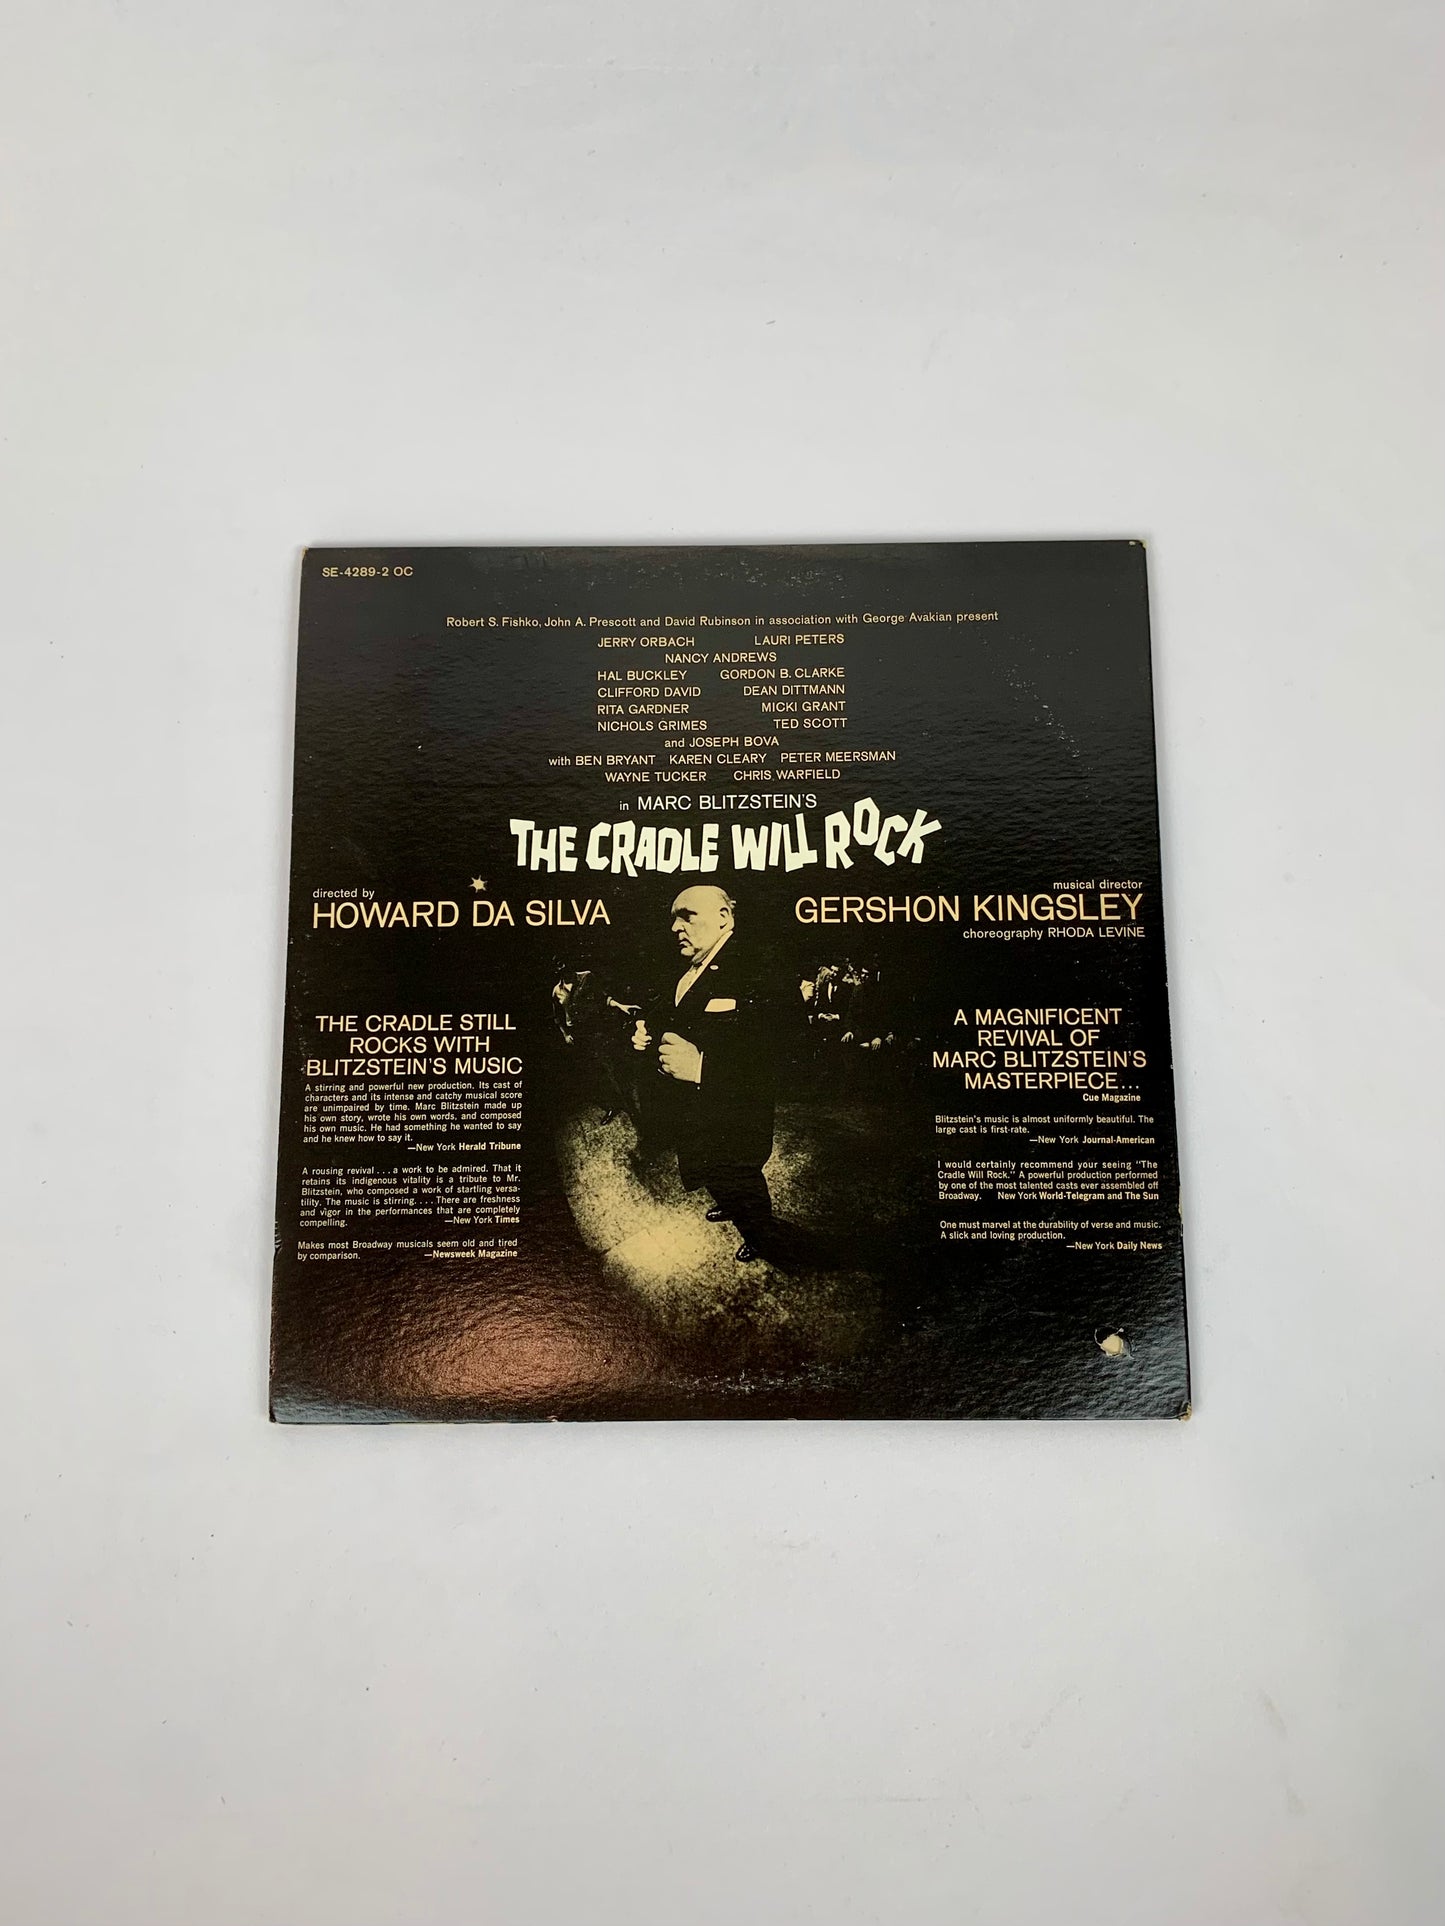 SE-4289-2 OC
Robert S. Fishko, John A. Prescott and David Rubinson in association with George Avakian present
JERRY ORBACH LAURI PETERS
NANCY ANDREWS
HAL BUCKLEY GORDON B. CLARKE
CLIFFORD DAVID DEAN DITTMANN
RITA GARDNER MICKI GRANT
NICHOLS GRIMES TED SCOTT
and JOSEPH BOVA
with BEN BRYANT KAREN CLEARY PETER MEERSMAN
WAYNE TUCKER CHRIS WARFIELD
in MARC BLITZSTEIN'S
THE CRADLE WILL ROCK
directed by
HOWARD DA SILVA
musical director
GERSHON KINGSLEY
choreography RHODA LEVINE
THE CRADLE STILL
ROCKS WITH
BLITZSTEIN'S MUSIC
A stirring and powerful new production. Its cast of
characters and its intense and catchy musical score
are unimpaired by time. Marc Blitzstein made up
his own story, wrote his own words, and composed
his own music. He had something he wanted to say
and he knew how to say it.
—New York Herald Tribune
A rousing revival . . . a work to be admired. That it
retains its indigenous vitality is a tribute to Mr.
Blitzstein, who composed a work of startling versa-
tility. The music is stirring. . . . There are freshness
and vigor in the performances that are completely
compelling. —New York Times
Makes most Broadway musicals seem old and tired
by comparison. —Newsweek Magazine
A MAGNIFICENT
REVIVAL OF
MARC BLITZSTEIN'S
MASTERPIECE...
Cue Magazine
Blitzstein's music is almost uniformly beautiful. The
large cast is first-rate.
—New York Journal-American
I would certainly recommend your seeing "The
Cradle Will Rock." A powerful production performed
by one of the most talented casts ever assembled off
Broadway. New York World-Telegram and The Sun
One must marvel at the durability of verse and music.
A slick and loving production.
—New York Daily News